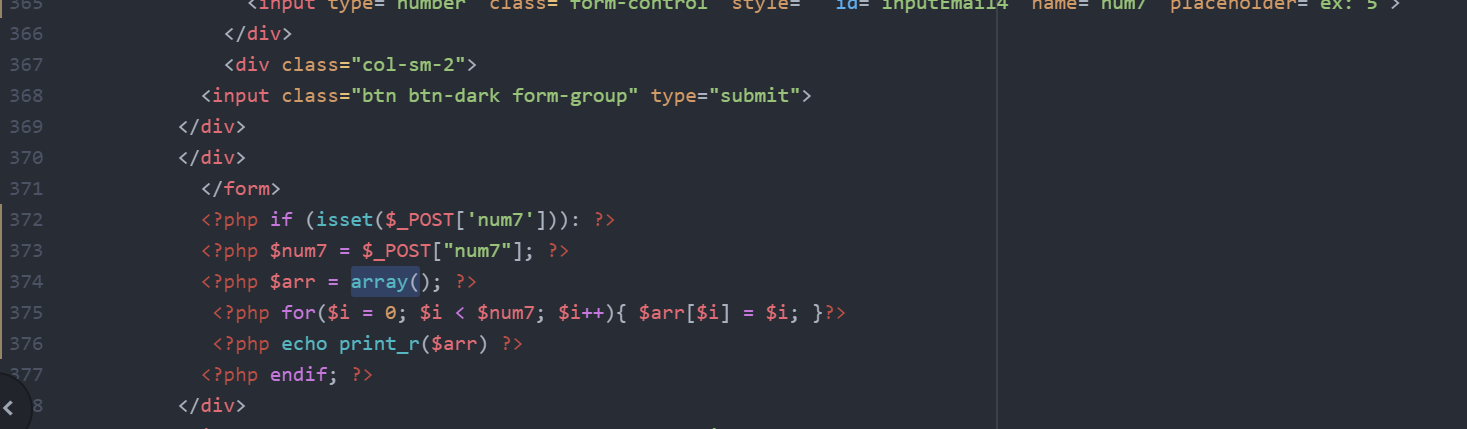 365 <input type="number" class="form-control" style="" id="inputEmail4" name="num7" placeholder="ex: 5">
366 </div>
367 <div class="col-sm-2">
368 <input class="btn btn-dark form-group" type="submit">
369 </div>
370 </div>
371 </form>
372 <?php if (isset($_POST['num7'])): ?>
373 <?php $num7 = $_POST["num7"]; ?>
374 <?php $arr = array(); ?>
375 <?php for($i = 0; $i < $num7; $i++){ $arr[$i] = $i; }?>
376 <?php echo print_r($arr) ?>
377 <?php endif; ?>
8 </div>